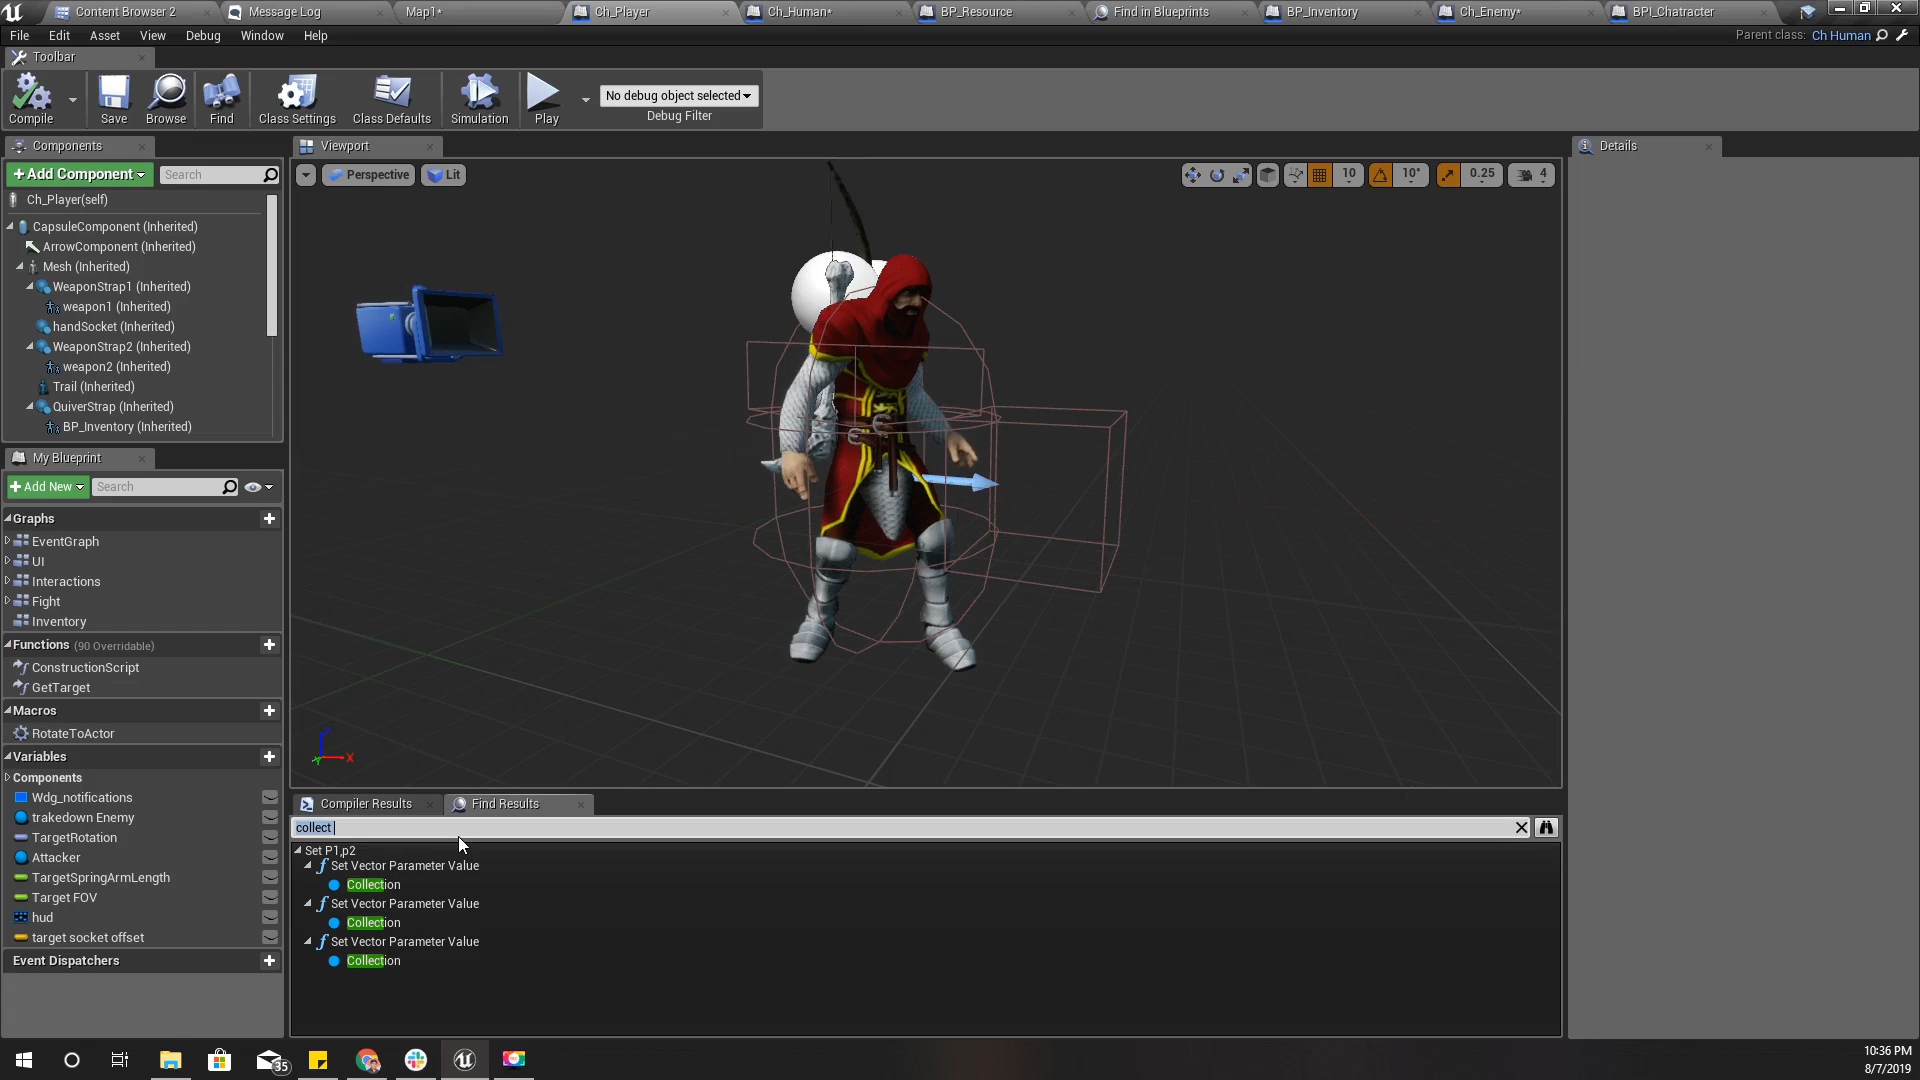 Content Browser 2
Message Log
Map1*
Ch_Player
Ch_Human*
BP_Resource
Find in Blueprints
BP_Inventory
Ch_Enemy*
BPI_Chatracter
File Edit Asset View Debug Window Help
Parent class: Ch Human
Toolbar
Compile
Save
Browse
Find
Class Settings
Class Defaults
Simulation
Play
No debug object selected
Debug Filter
Components
+ Add Component
Search
Ch_Player(self)
CapsuleComponent (Inherited)
ArrowComponent (Inherited)
Mesh (Inherited)
WeaponStrap1 (Inherited)
weapon1 (Inherited)
handSocket (Inherited)
WeaponStrap2 (Inherited)
weapon2 (Inherited)
Trail (Inherited)
QuiverStrap (Inherited)
BP_Inventory (Inherited)
My Blueprint
+ Add New
Search
Graphs
EventGraph
UI
Interactions
Fight
Inventory
Functions (90 Overridable)
ConstructionScript
GetTarget
Macros
RotateToActor
Variables
Components
Wdg_notifications
trakedown Enemy
TargetRotation
Attacker
TargetSpringArmLength
Target FOV
hud
target socket offset
Event Dispatchers
Viewport
Perspective
Lit
10
10°
0.25
4
Z
X
Y
Compiler Results
Find Results
collect
Set P1,p2
Set Vector Parameter Value
Collection
Set Vector Parameter Value
Collection
Set Vector Parameter Value
Collection
Details
35
10:36 PM
8/7/2019